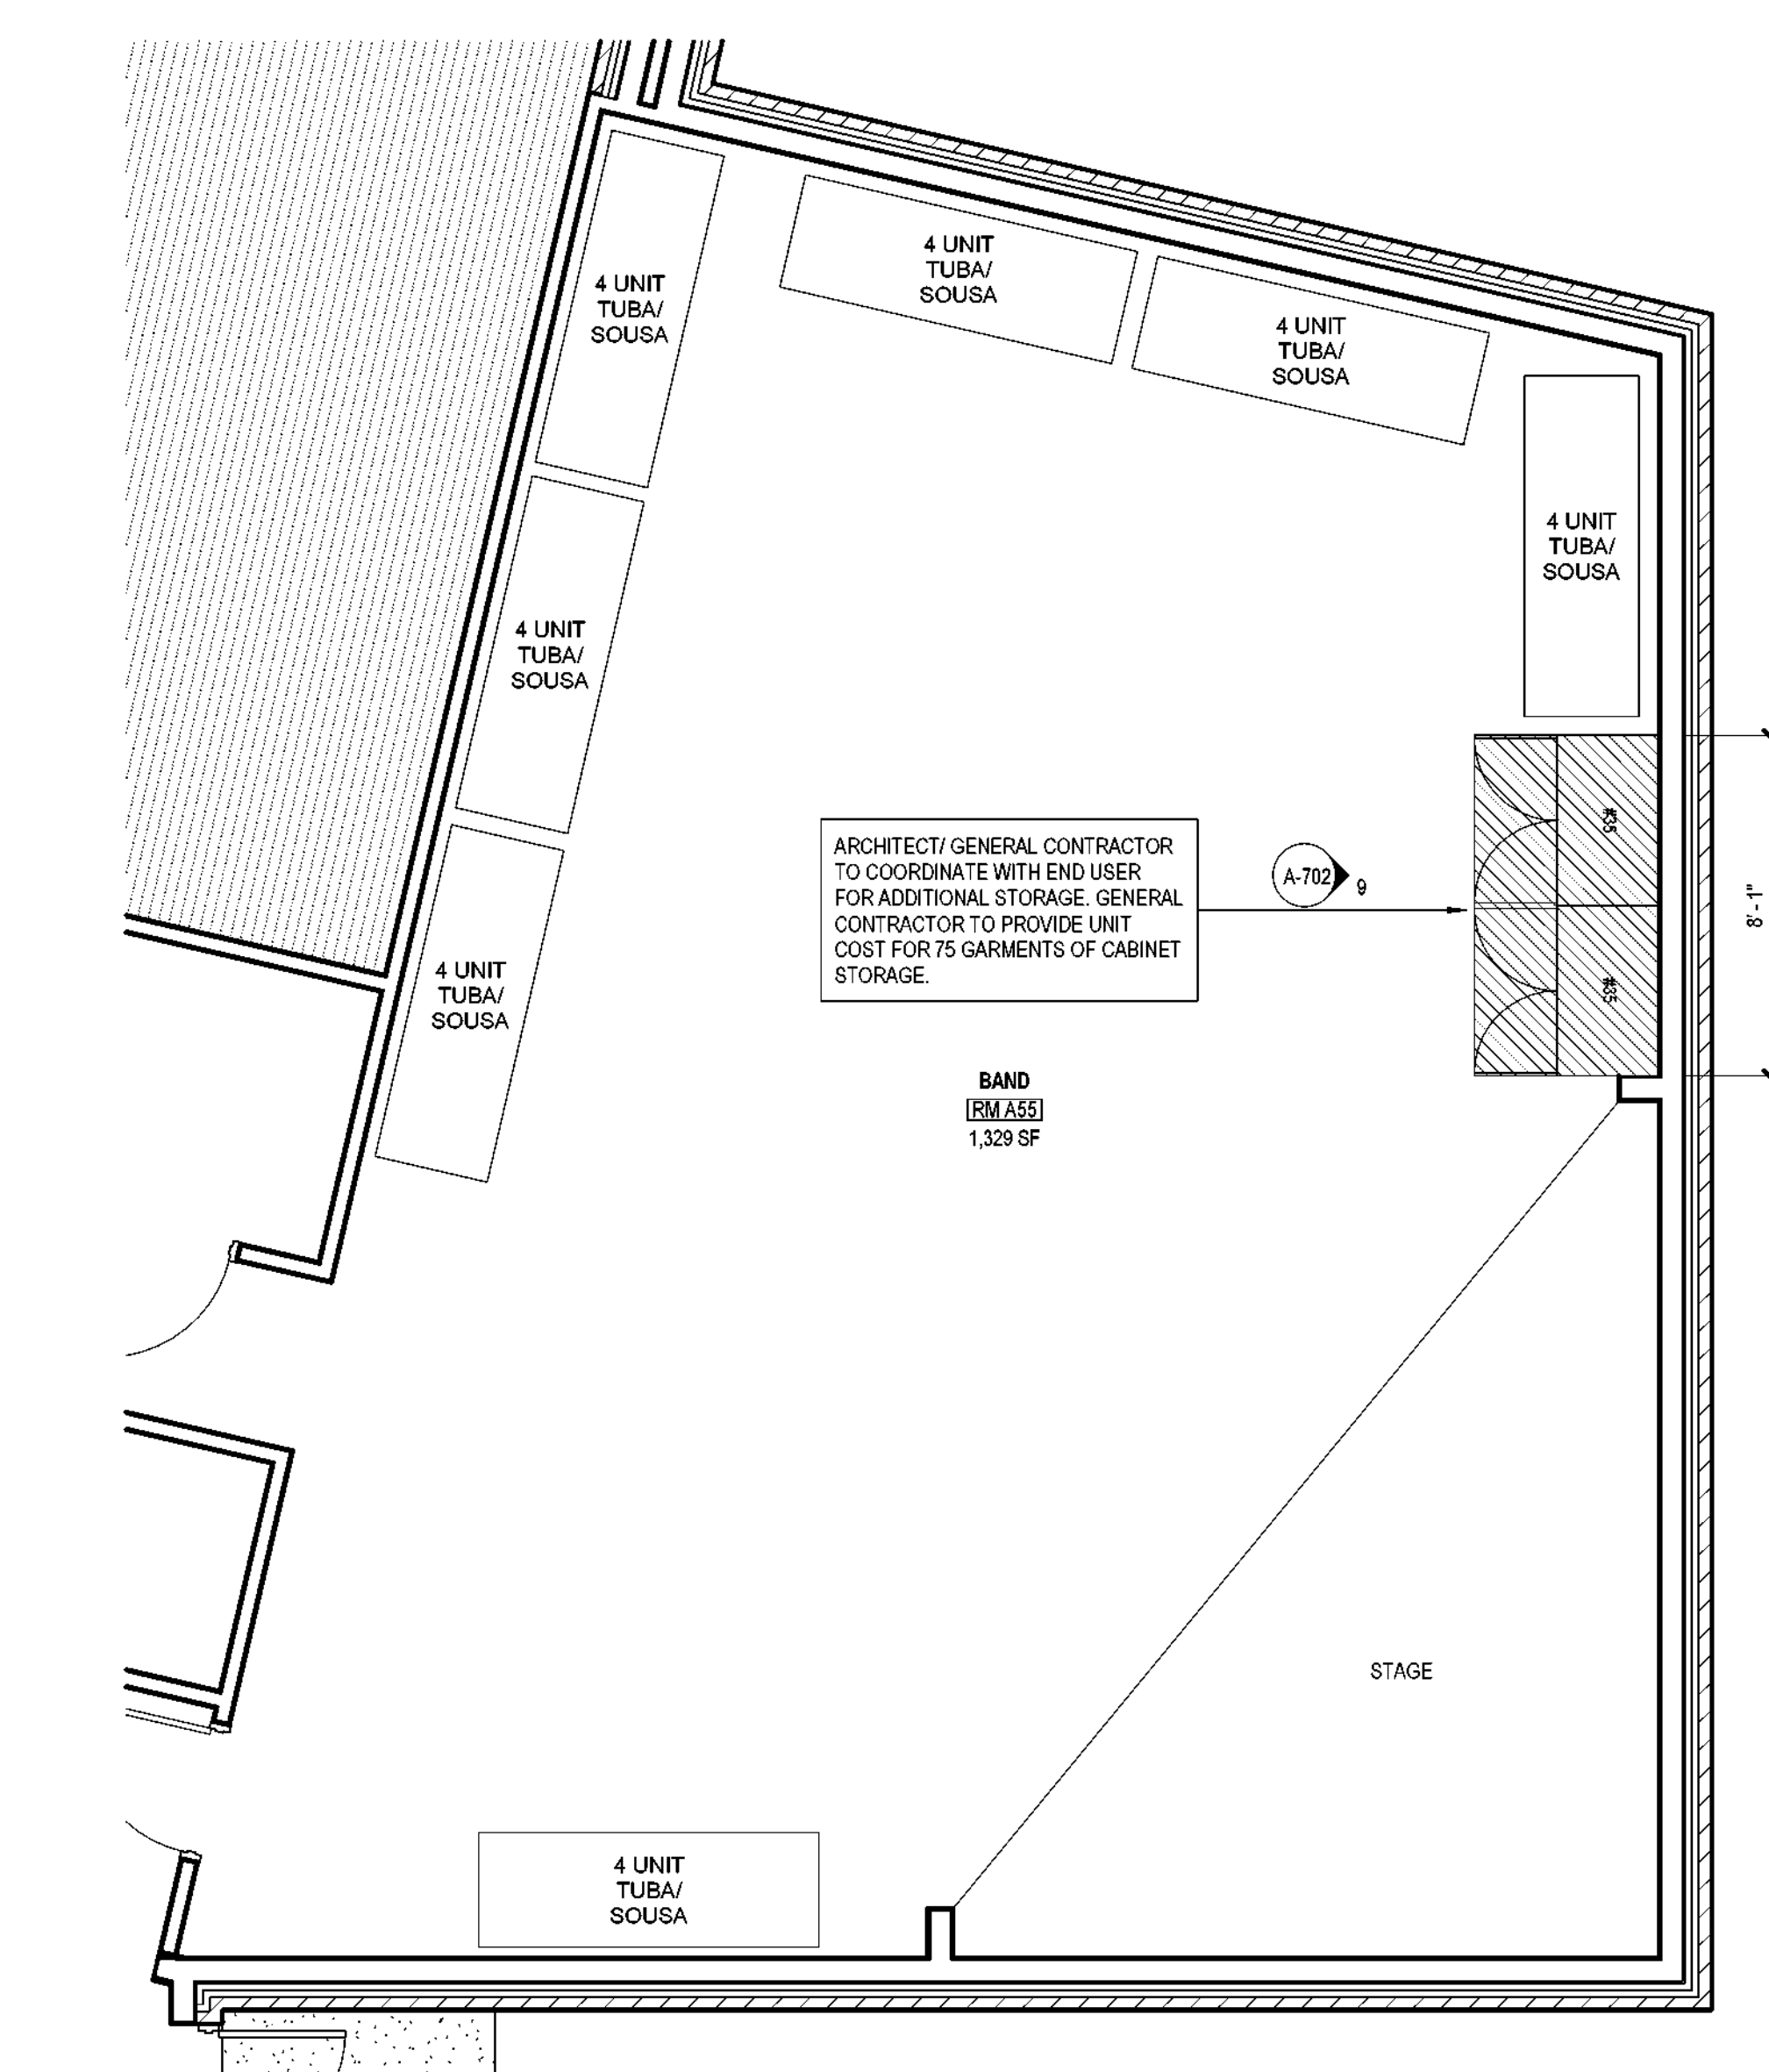 4 UNIT
TUBA/
SOUSA
4 UNIT
TUBA/
SOUSA
4 UNIT
TUBA/
SOUSA
4 UNIT
TUBA/
SOUSA
4 UNIT
TUBA/
SOUSA
ARCHITECT/ GENERAL CONTRACTOR
TO COORDINATE WITH END USER
FOR ADDITIONAL STORAGE. GENERAL
CONTRACTOR TO PROVIDE UNIT
COST FOR 75 GARMENTS OF CABINET
STORAGE.
A-702
9
#35
#35
8' - 1"
4 UNIT
TUBA/
SOUSA
BAND
RM A55
1,329 SF
STAGE
4 UNIT
TUBA/
SOUSA